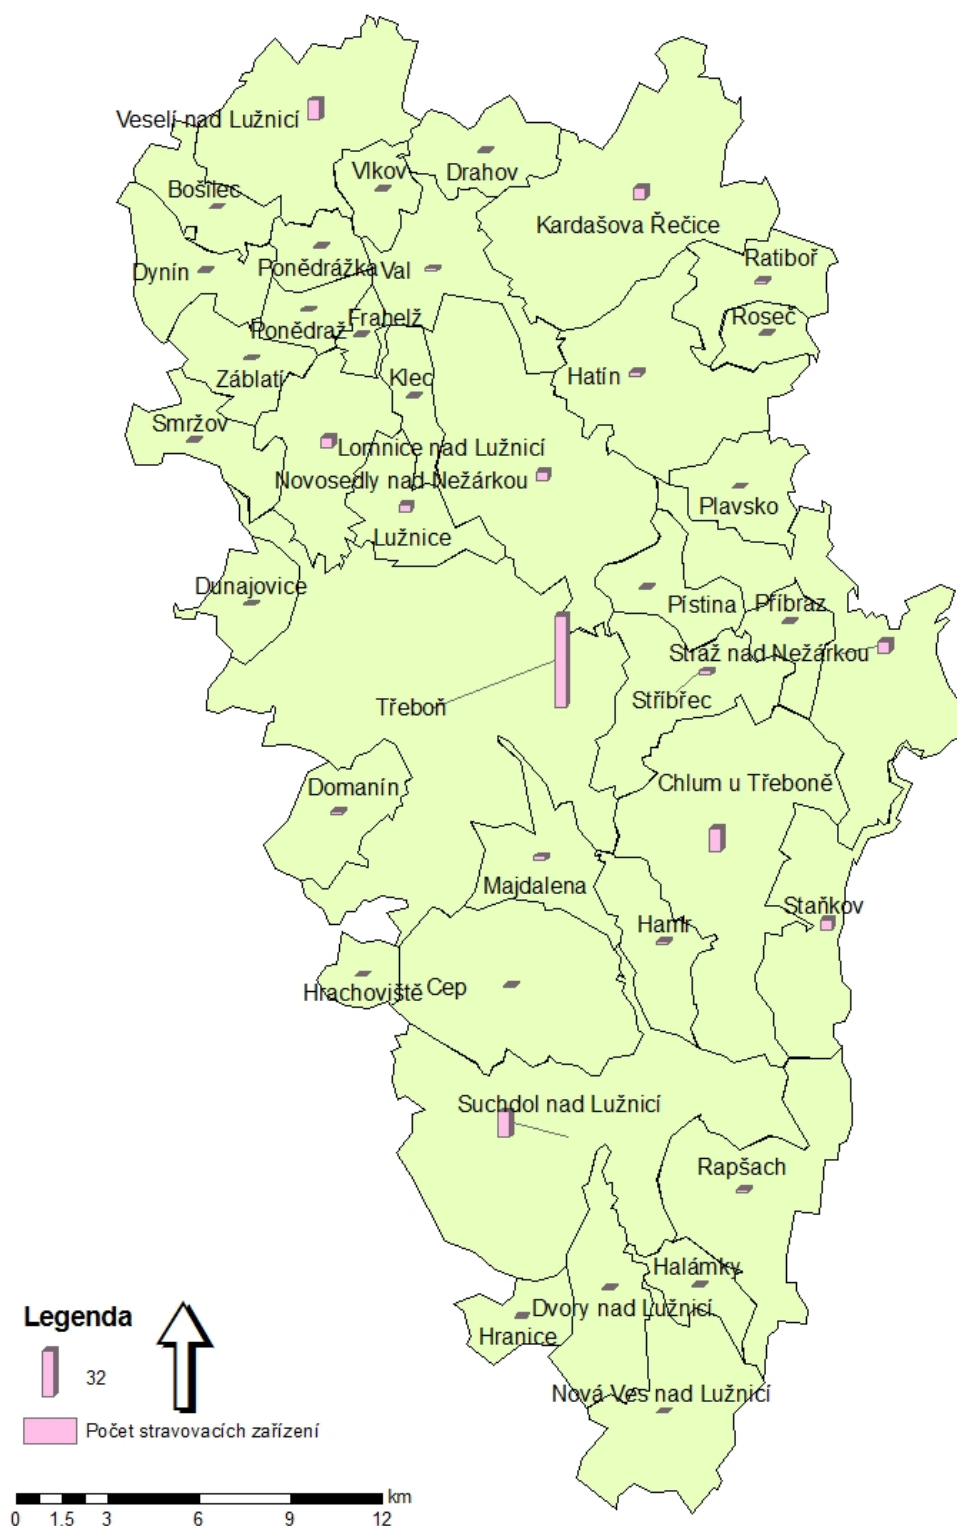 Veselí nad Lužnicí
Vlkov
Drahov
Bošilec
Kardašova Řečice
Ratiboř
Dynín
Ponědrážka
Val
Roseč
Frahelž
Ponědraž
Záblatí
Klec
Hatín
Smržov
Lomnice nad Lužnicí
Novosedly nad Nežárkou
Plavsko
Lužnice
Dunajovice
Pístina
Příbraz
Stráž nad Nežárkou
Stříbřec
Třeboň
Domanín
Chlum u Třeboně
Majdalena
Staňkov
Hamr
Hrachoviště
Cep
Suchdol nad Lužnicí
Rapšach
Halámky
Dvory nad Lužnicí
Hranice
Nová Ves nad Lužnicí
Legenda
32
Počet stravovacích zařízení
km
0 1,5 3 6 9 12